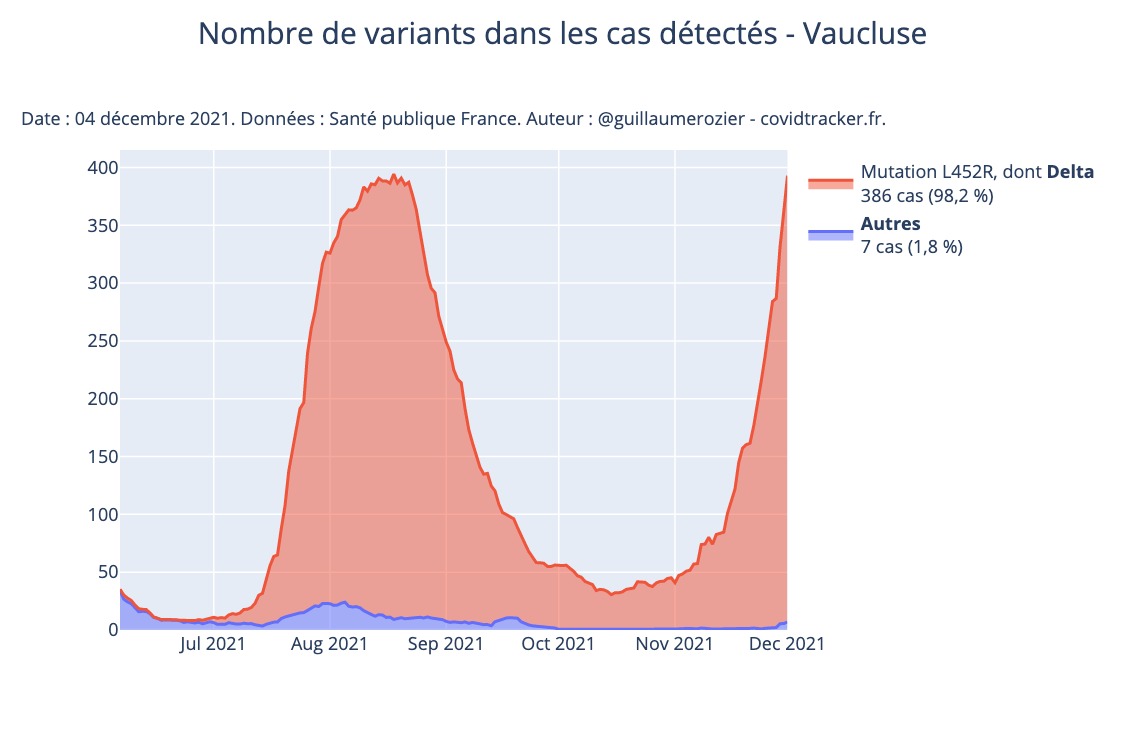 Nombre de variants dans les cas détectés - Vaucluse
Date : 04 décembre 2021. Données : Santé publique France. Auteur : @guillaumerozier - covidtracker.fr.
Mutation L452R, dont Delta
386 cas (98,2 %)
Autres
7 cas (1,8 %)
400
350
300
250
200
150
100
50
0
Jul 2021
Aug 2021
Sep 2021
Oct 2021
Nov 2021
Dec 2021